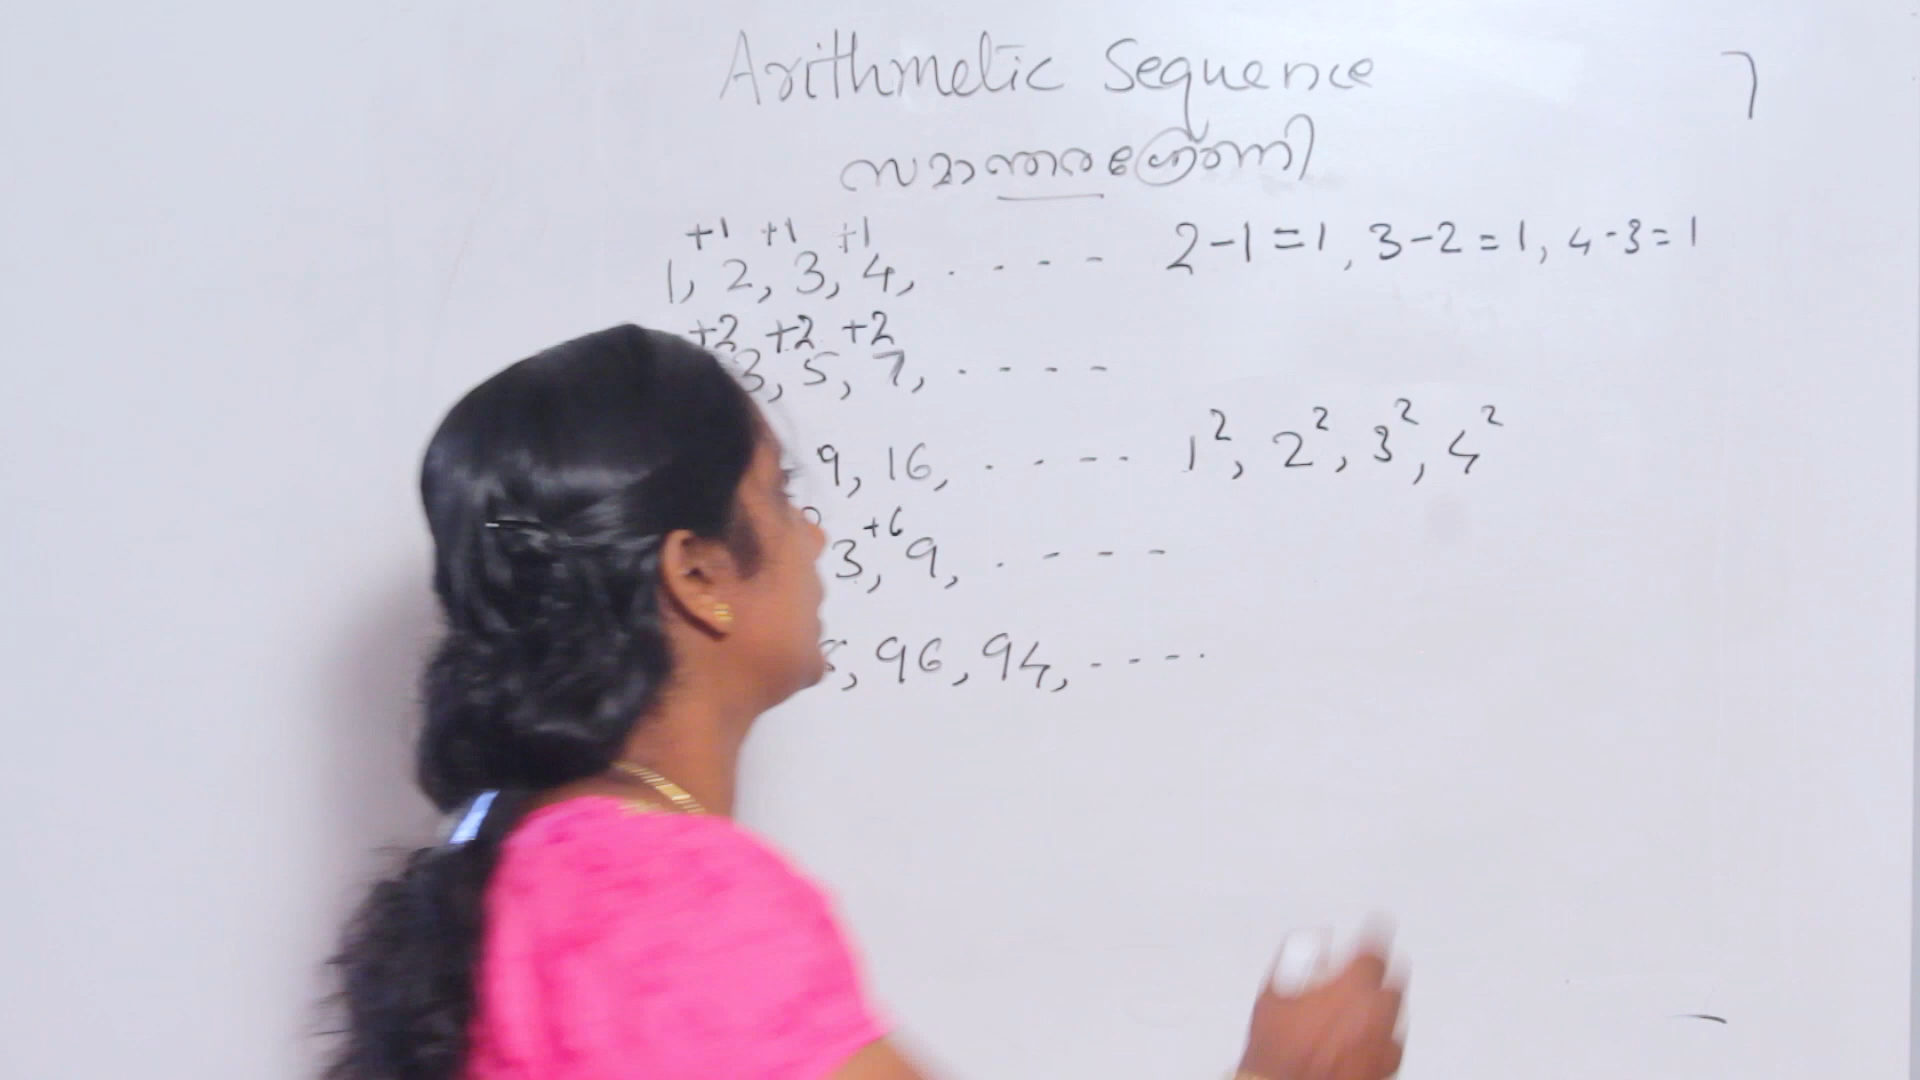 Arithmetic Sequence
സമാന്തരശ്രേണി
+1 +1 +1
1, 2, 3, 4, . - - - - 2-1=1, 3-2=1, 4-3=1
+2 +2 +2
3, 5, 7, . - - - -
9, 16, . - - - - 1², 2², 3², 4²
+6
3, 9, . - - - -
, 96, 94, - - - - .